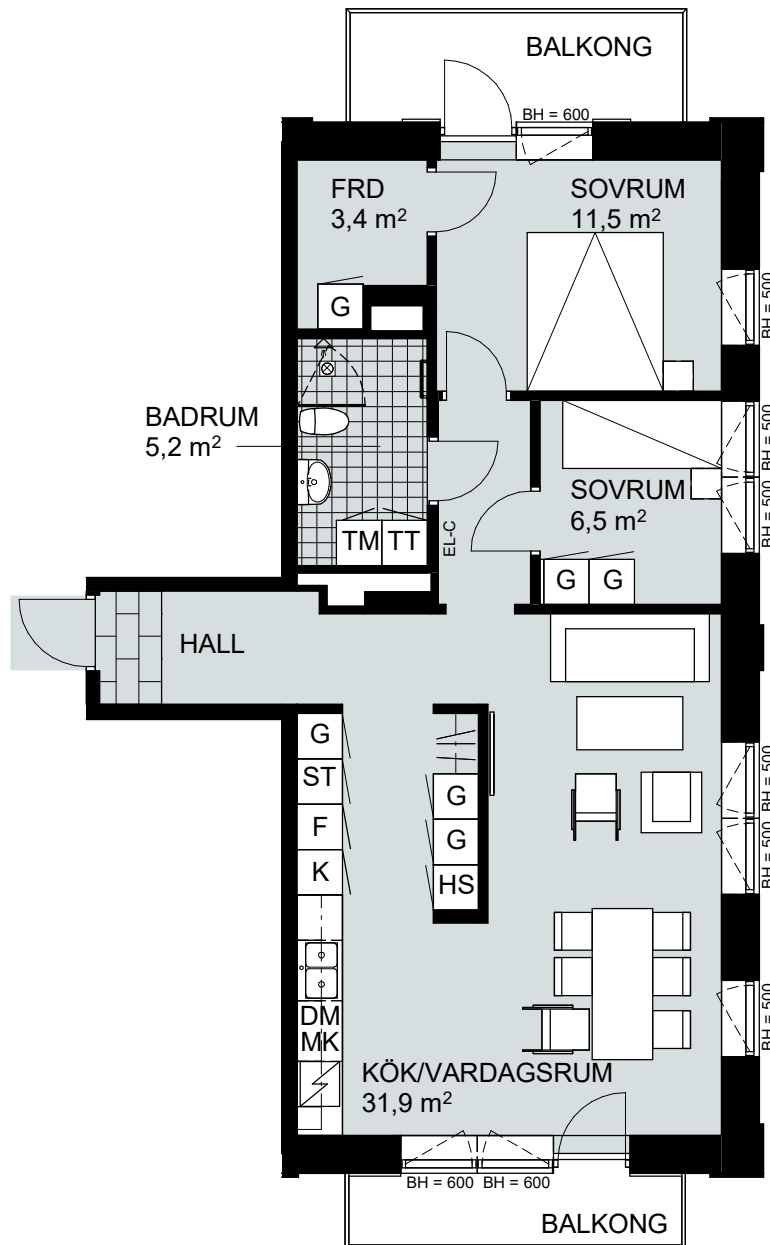 BALKONG
BH = 600
FRD
3,4 m²
SOVRUM
11,5 m²
BH = 500
G
BADRUM
5,2 m²
BH = 500
BH = 500
SOVRUM
6,5 m²
TM
TT
EL-C
G
G
HALL
G
ST
F
K
G
G
HS
BH = 500
BH = 500
DM
MK
BH = 500
KÖK/VARDAGSRUM
31,9 m²
BH = 600
BH = 600
BALKONG